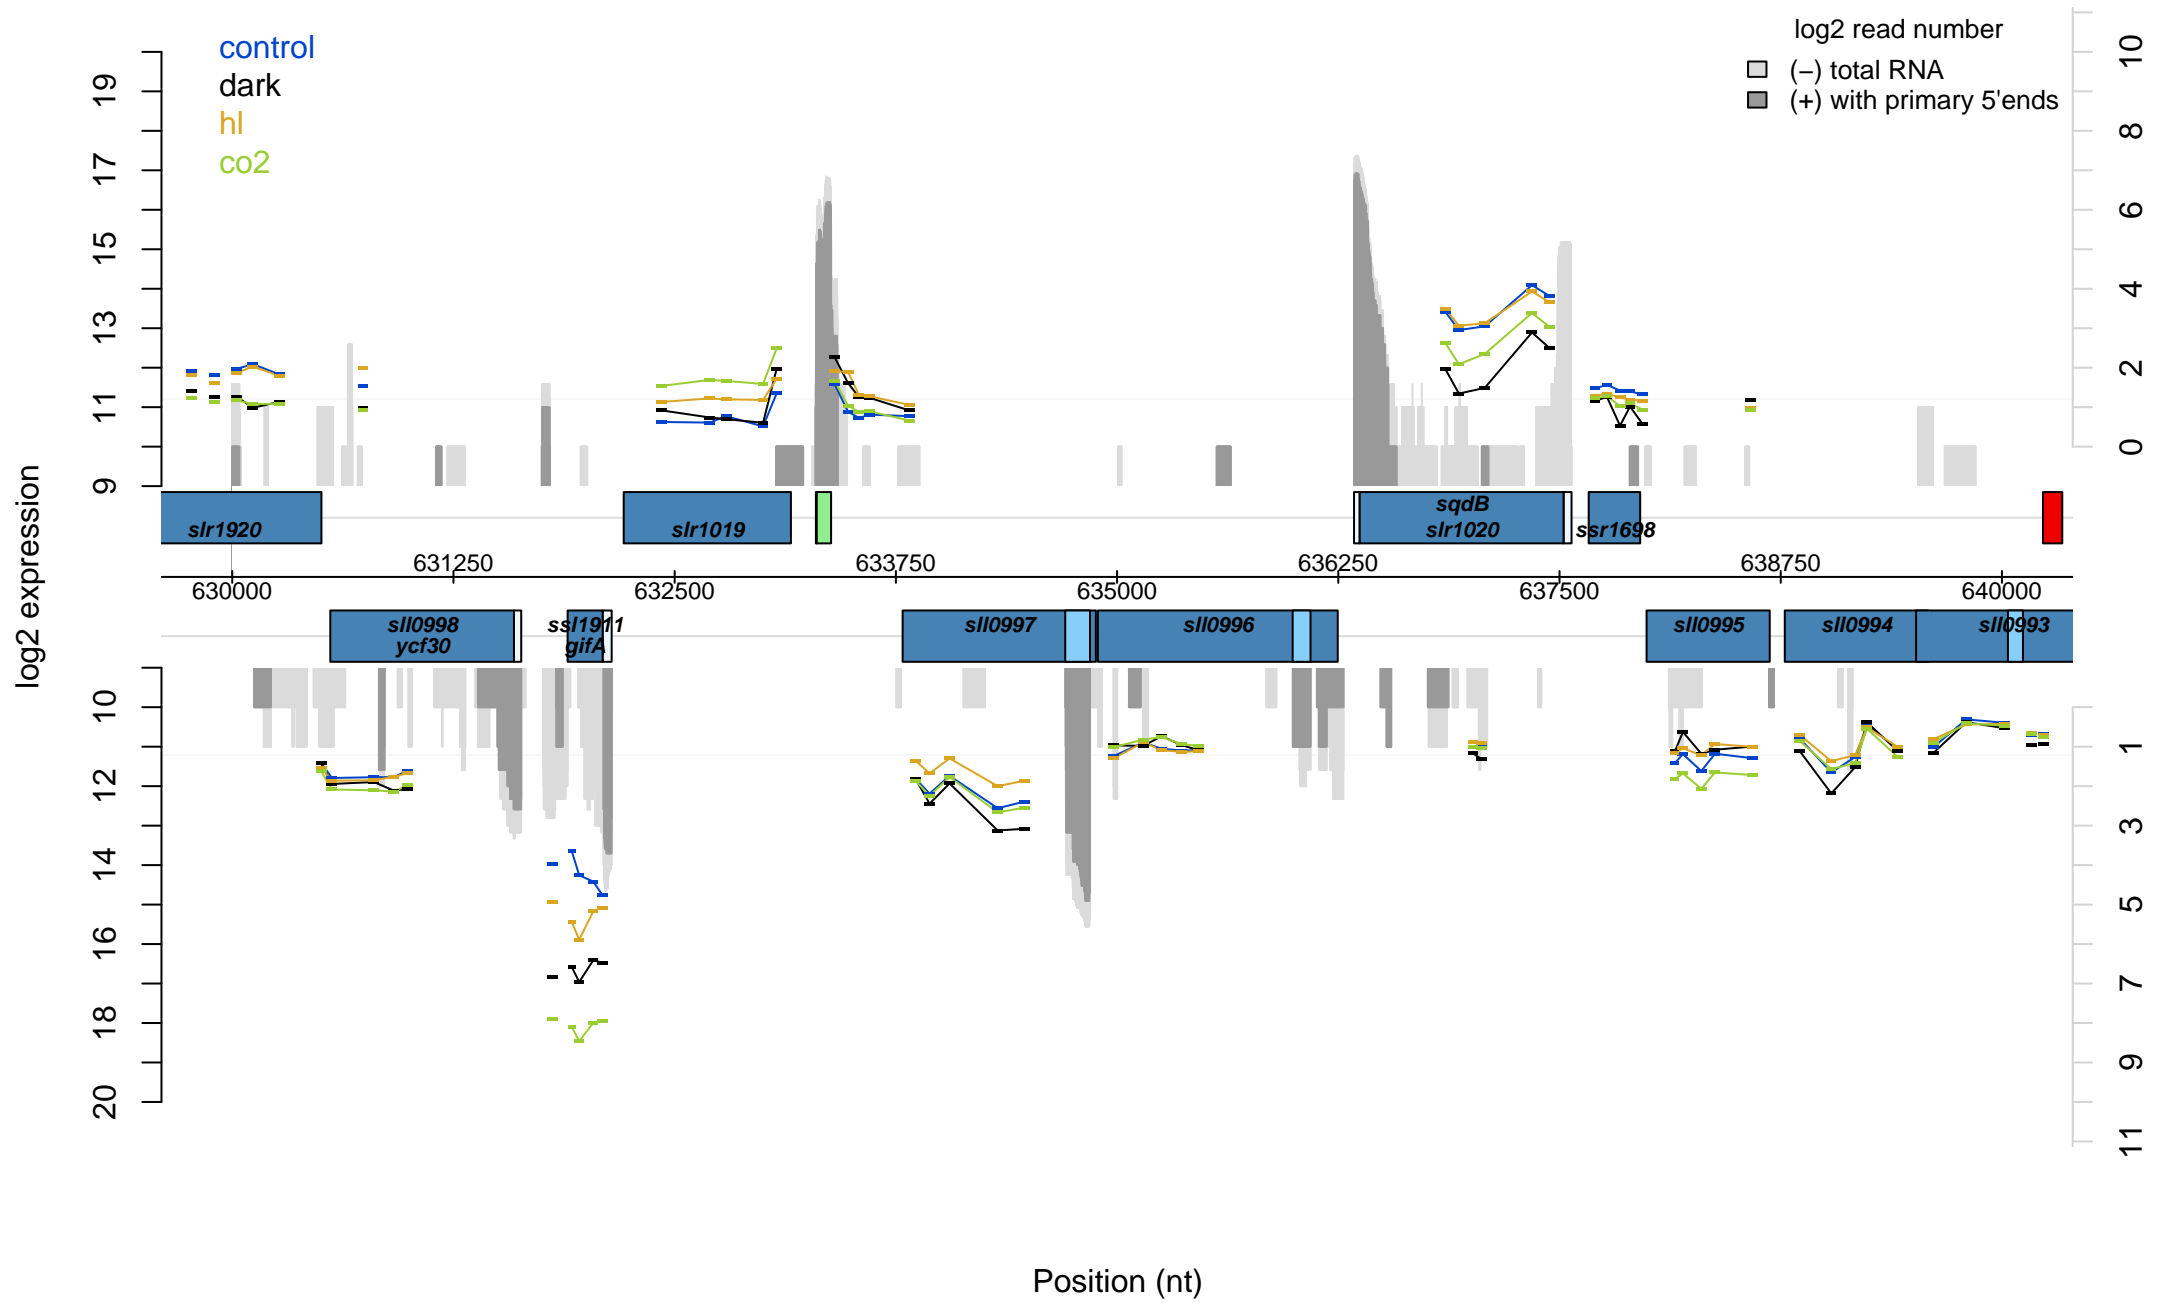 control
dark
hl
co2
log2 read number
(−) total RNA
(+) with primary 5'ends
19
17
15
13
11
9
10
8
6
4
2
0
log2 expression
slr1920
slr1019
sqdB
slr1020
ssr1698
631250
633750
636250
638750
630000
632500
635000
637500
640000
sll0998
ycf30
ssl1911
gifA
sll0997
sll0996
sll0995
sll0994
sll0993
10
12
14
16
18
20
1
3
5
7
9
11
Position (nt)